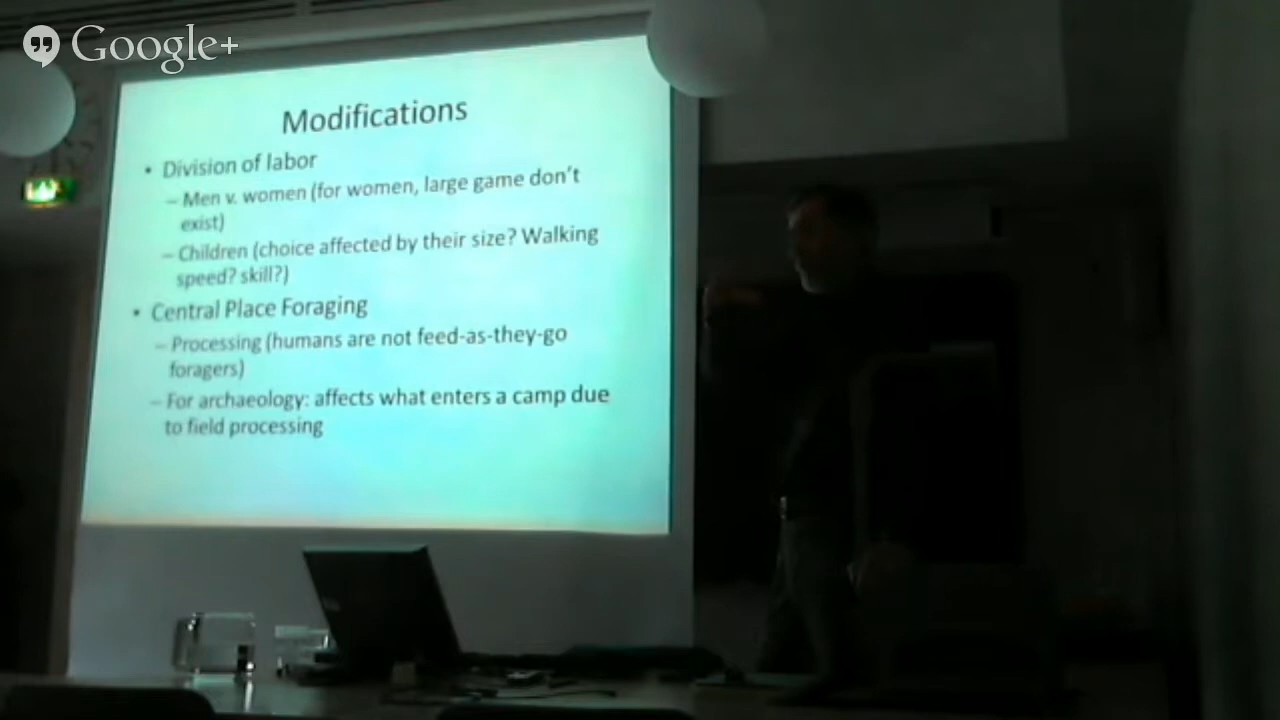 Google+
Modifications
• Division of labor
– Men v. women (for women, large game don't
exist)
– Children (choice affected by their size? Walking
speed? skill?)
• Central Place Foraging
– Processing (humans are not feed-as-they-go
foragers)
– For archaeology: affects what enters a camp due
to field processing